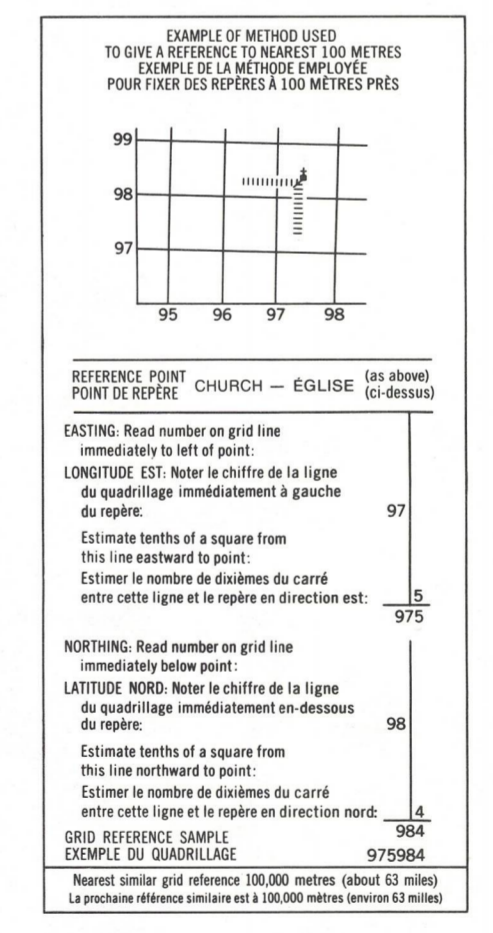 EXAMPLE OF METHOD USED
TO GIVE A REFERENCE TO NEAREST 100 METRES
EXEMPLE DE LA MÉTHODE EMPLOYÉE
POUR FIXER DES REPÈRES À 100 MÈTRES PRÈS
99
98
97
95 96 97 98
REFERENCE POINT
POINT DE REPÈRE CHURCH — ÉGLISE (as above)
(ci-dessus)
EASTING: Read number on grid line
immediately to left of point:
LONGITUDE EST: Noter le chiffre de la ligne
du quadrillage immédiatement à gauche
du repère: 97
Estimate tenths of a square from
this line eastward to point:
Estimer le nombre de dixièmes du carré
entre cette ligne et le repère en direction est: 5
975
NORTHING: Read number on grid line
immediately below point:
LATITUDE NORD: Noter le chiffre de la ligne
du quadrillage immédiatement en-dessous
du repère: 98
Estimate tenths of a square from
this line northward to point:
Estimer le nombre de dixièmes du carré
entre cette ligne et le repère en direction nord: 4
984
GRID REFERENCE SAMPLE
EXEMPLE DU QUADRILLAGE 975984
Nearest similar grid reference 100,000 metres (about 63 miles)
La prochaine référence similaire est à 100,000 mètres (environ 63 milles)